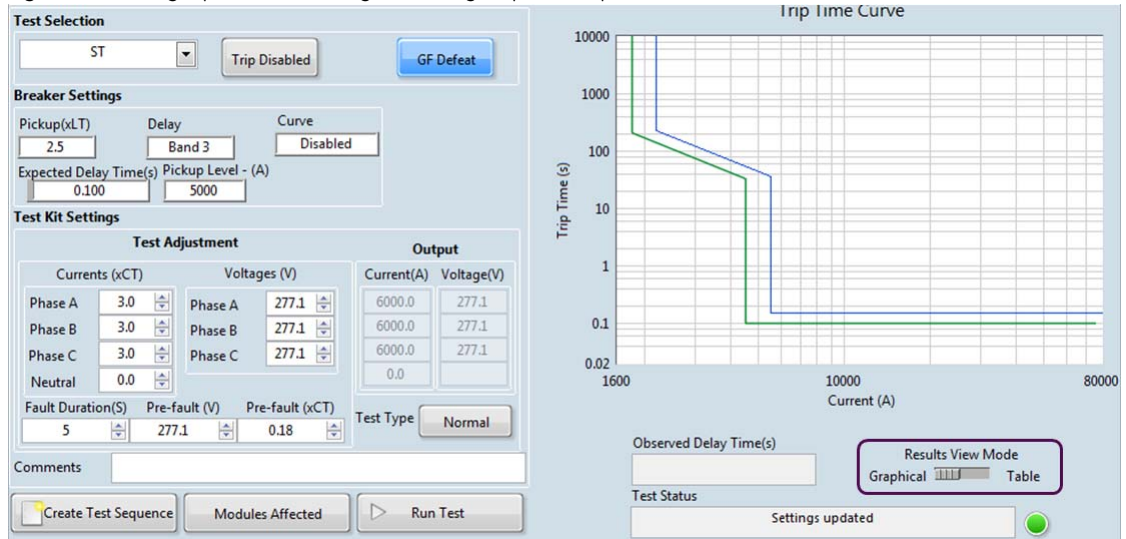 Test Selection
ST
Trip Disabled
GF Defeat
Breaker Settings
Pickup(xLT) Delay Curve
2.5 Band 3 Disabled
Expected Delay Time(s) Pickup Level - (A)
0.100 5000
Test Kit Settings
Test Adjustment Output
Currents (xCT) Voltages (V) Current(A) Voltage(V)
Phase A 3.0 Phase A 277.1 6000.0 277.1
Phase B 3.0 Phase B 277.1 6000.0 277.1
Phase C 3.0 Phase C 277.1 6000.0 277.1
Neutral 0.0 0.0
Fault Duration(S) Pre-fault (V) Pre-fault (xCT)
5 277.1 0.18
Test Type Normal
Comments
Create Test Sequence Modules Affected Run Test
Trip Time Curve
10000
1000
100
10
1
0.1
0.02
Trip Time (s)
1600 10000 80000
Current (A)
Observed Delay Time(s)
Results View Mode
Graphical Table
Test Status
Settings updated